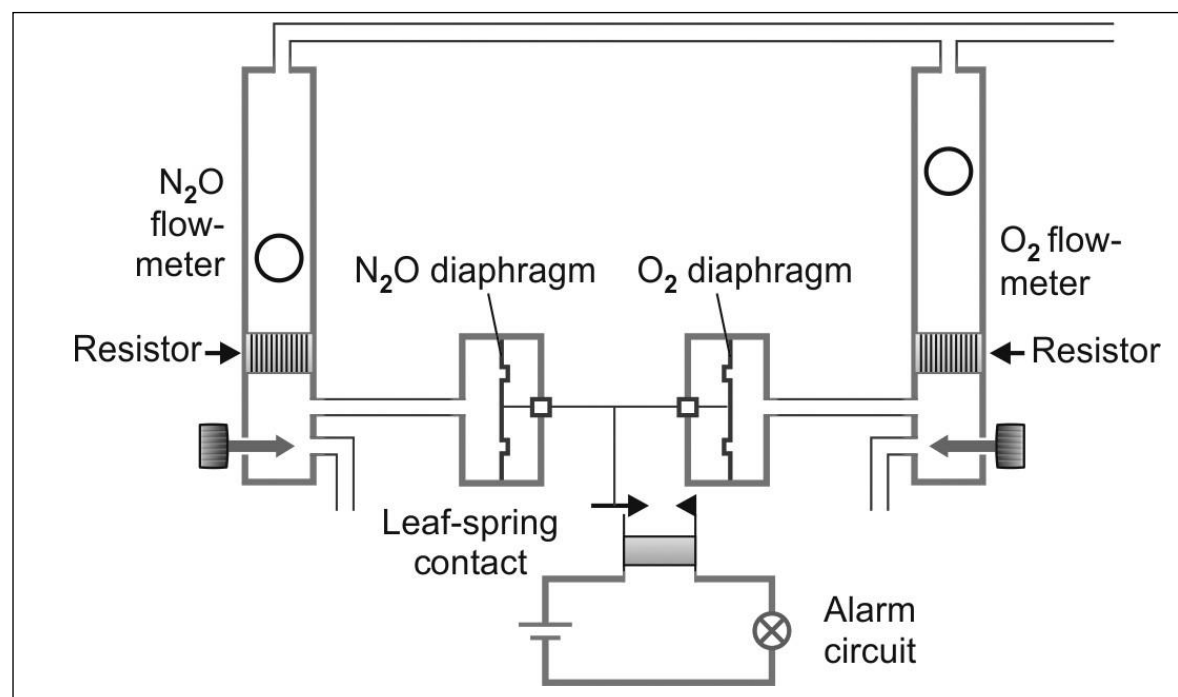 N₂O
flow-
meter
N₂O diaphragm
O₂ diaphragm
O₂ flow-
meter
Resistor
Resistor
Leaf-spring
contact
Alarm
circuit